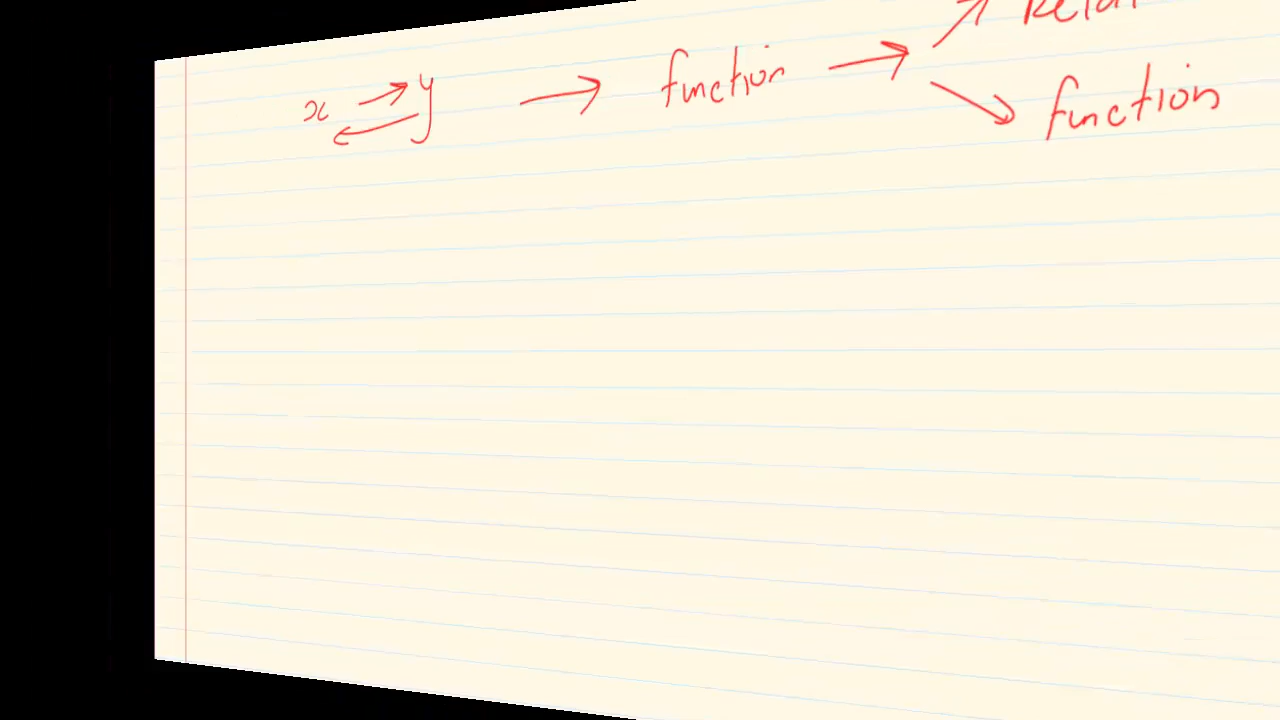 x ⇄ y → function → ↗
↘ function